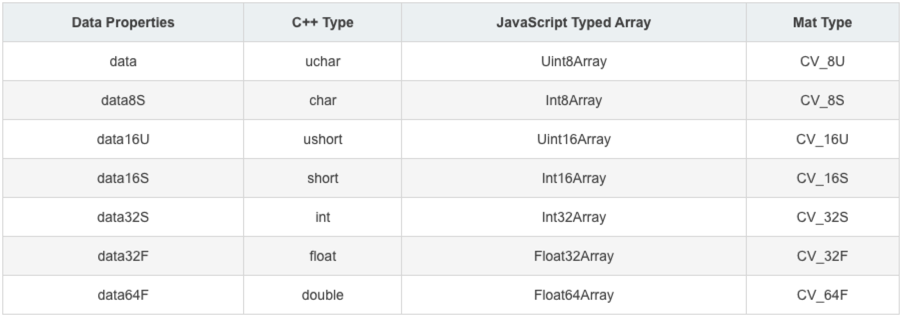 Data Properties C++ Type JavaScript Typed Array Mat Type
data uchar Uint8Array CV_8U
data8S char Int8Array CV_8S
data16U ushort Uint16Array CV_16U
data16S short Int16Array CV_16S
data32S int Int32Array CV_32S
data32F float Float32Array CV_32F
data64F double Float64Array CV_64F